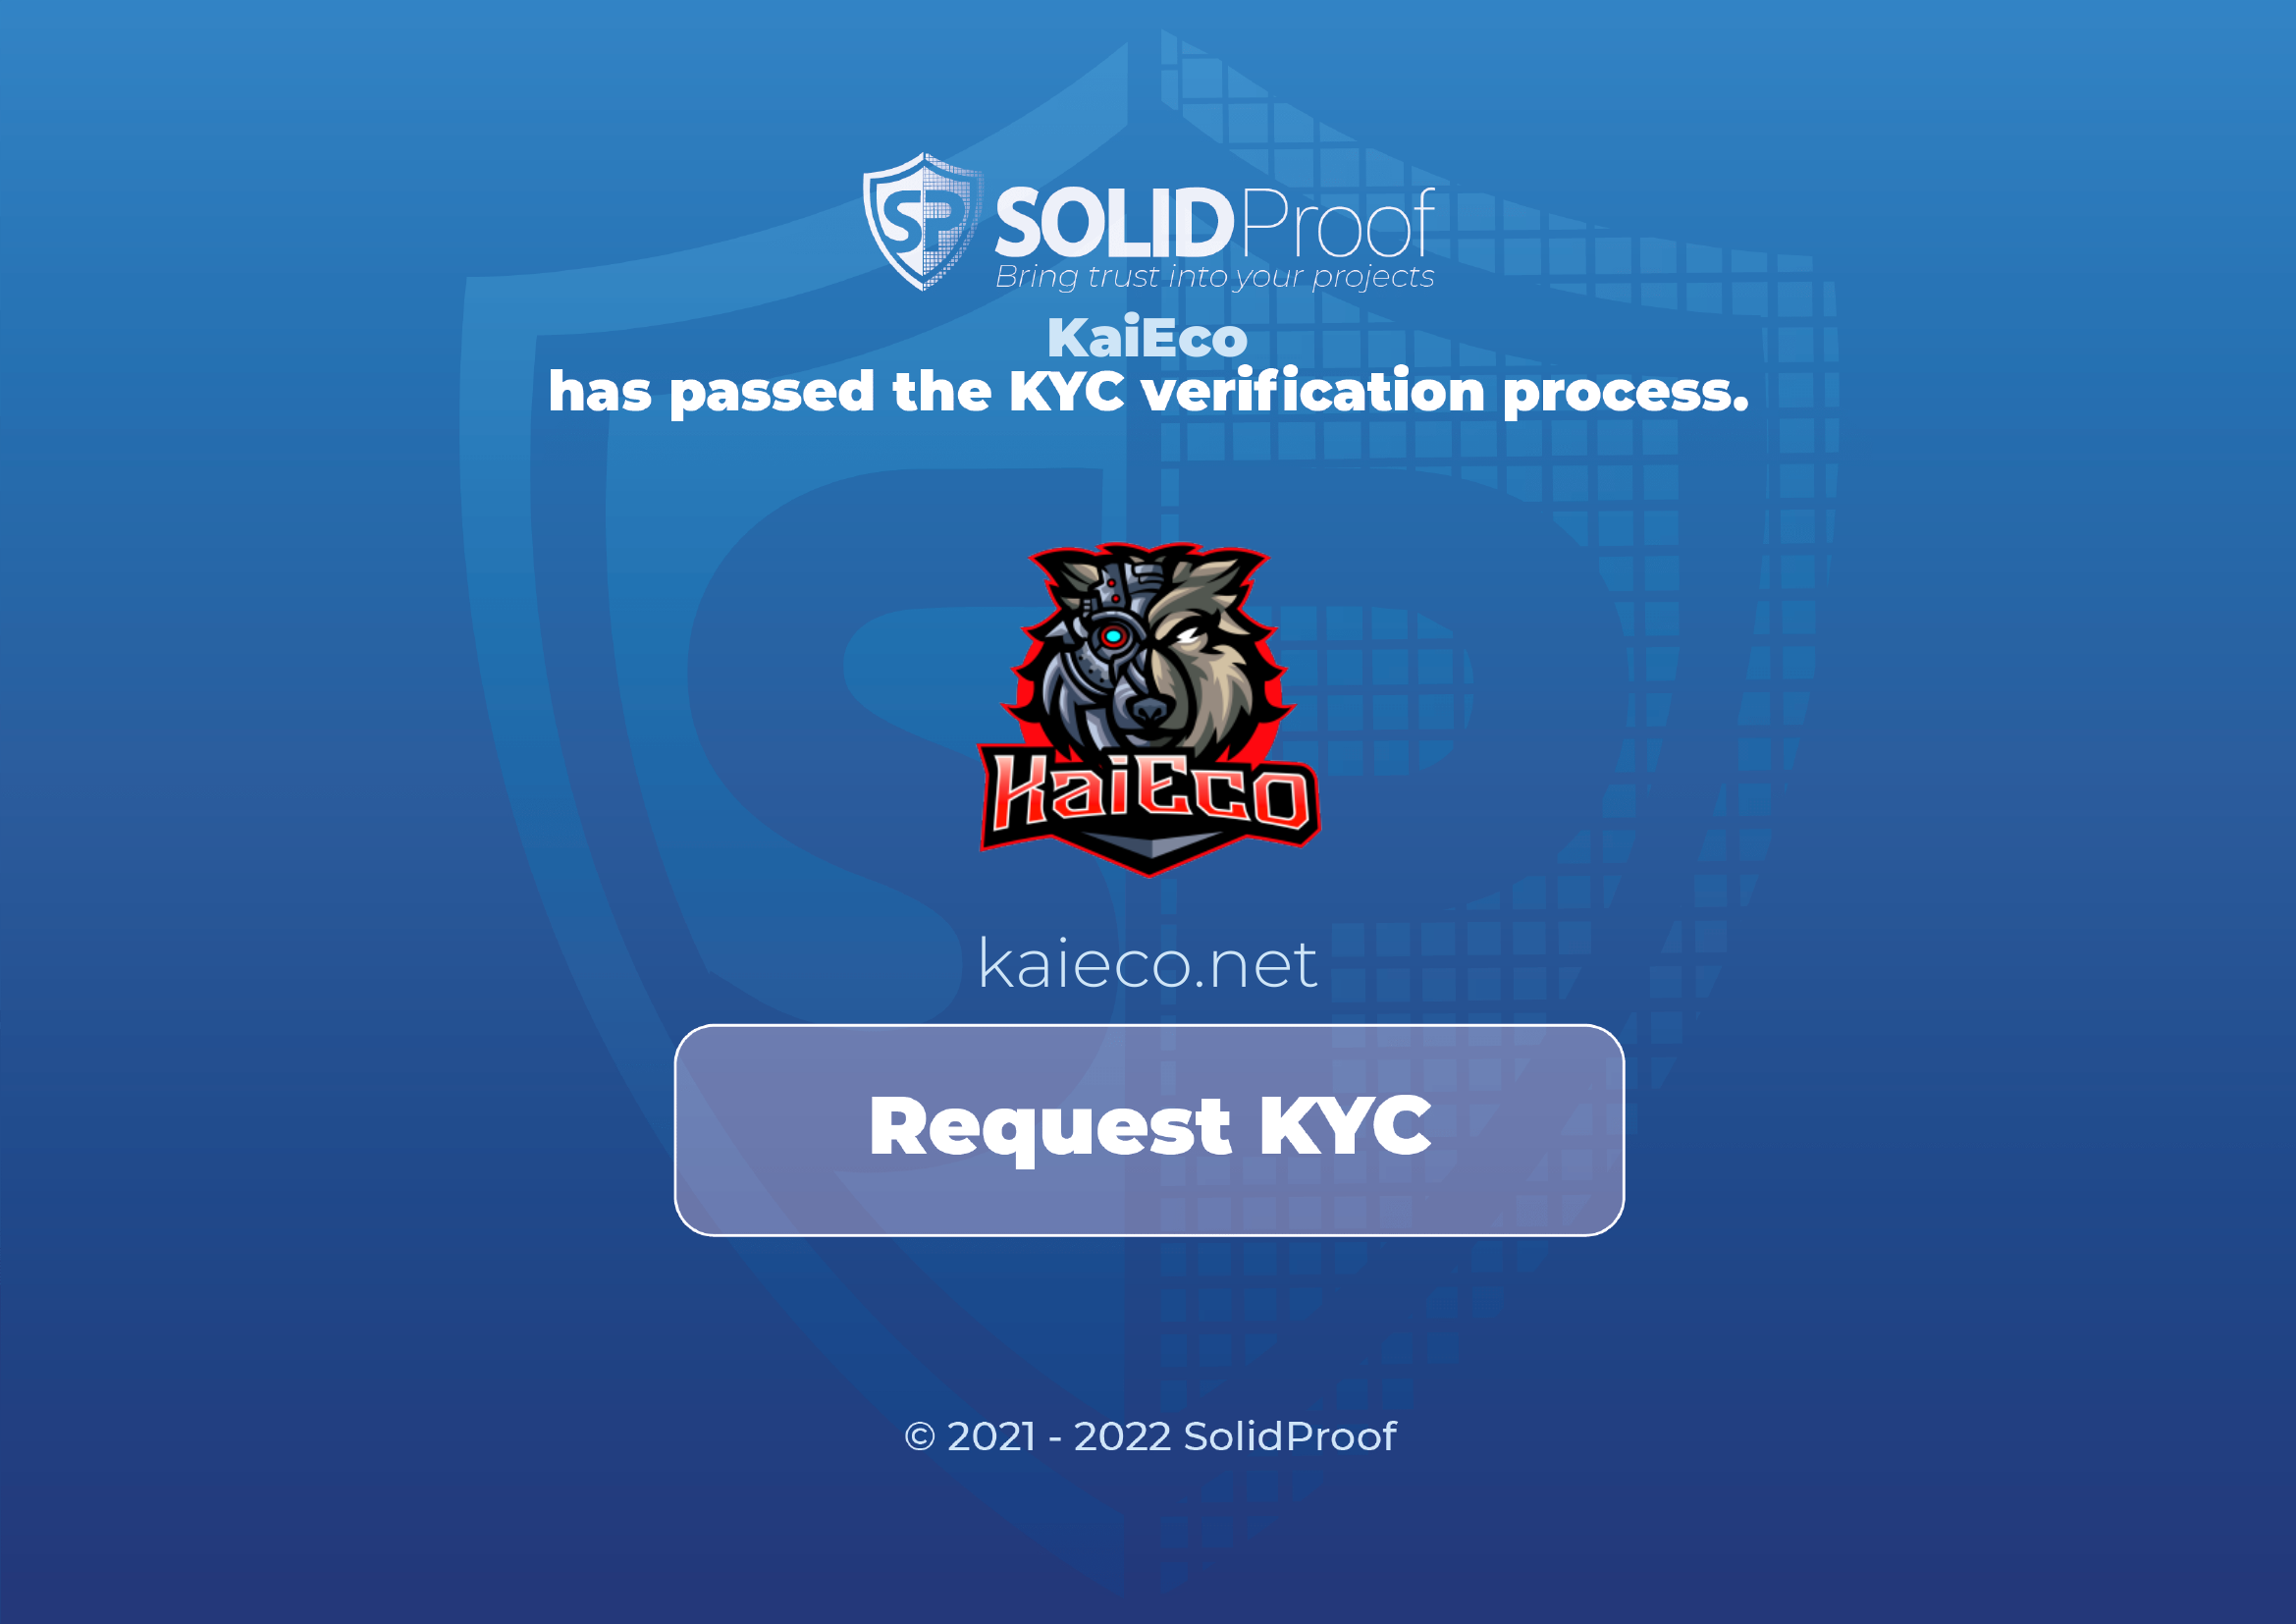 SP SOLIDProof
Bring trust into your projects
KaiEco
has passed the KYC verification process.
KaiEco
kaieco.net
Request KYC
© 2021 - 2022 SolidProof